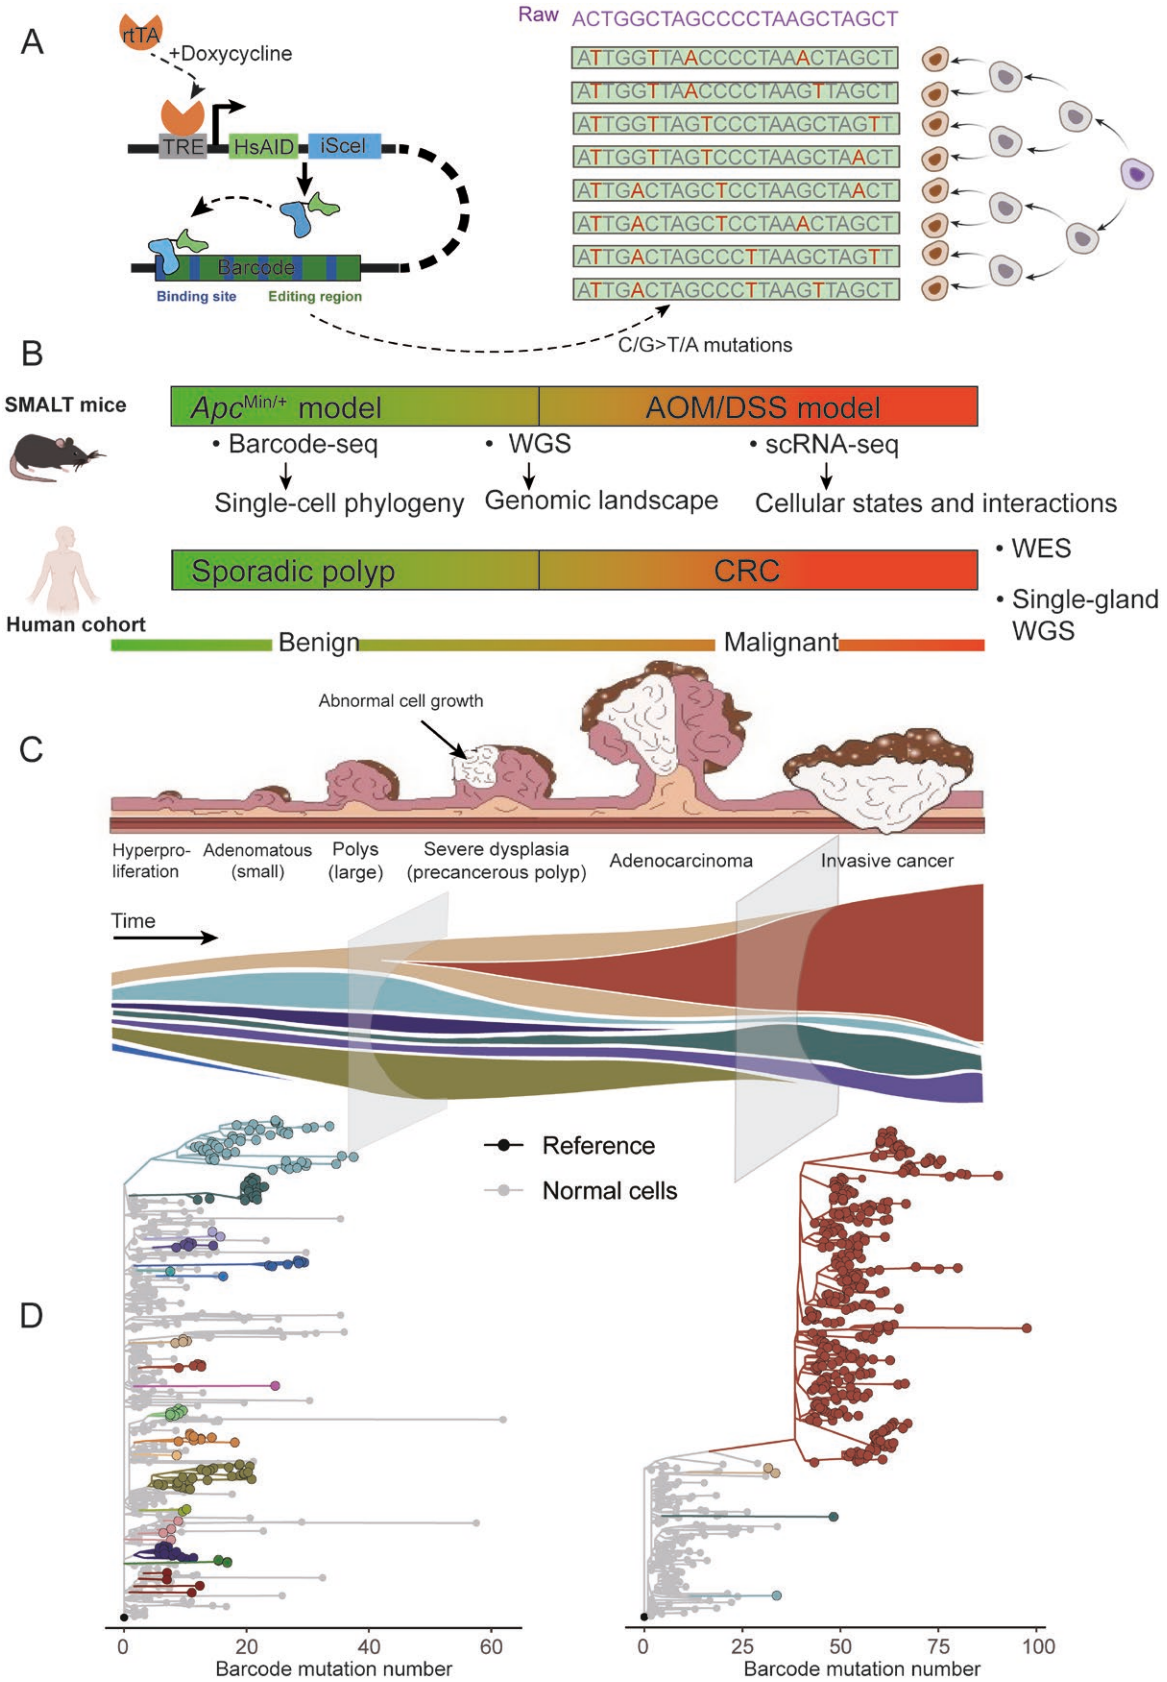 A
rtTA
+Doxycycline
TRE
HsAID
iSceI
Barcode
Binding site
Editing region
Raw ACTGGCTAGCCCCTAAGCTAGCT
ATTGGTTAACCCCTAAACTAGCT
ATTGGTTAACCCCTAAGTTAGCT
ATTGGTTAGTCCCTAAGCTAGTT
ATTGGTTAGTCCCTAAGCTAACT
ATTGACTAGCTCCTAAGCTAACT
ATTGACTAGCTCCTAAACTAGCT
ATTGACTAGCCCTTAAGCTAGTT
ATTGACTAGCCCTTAAGTTAGCT
C/G>T/A mutations
B
SMALT mice
ApcMin/+ model
AOM/DSS model
• Barcode-seq
• WGS
• scRNA-seq
Single-cell phylogeny
Genomic landscape
Cellular states and interactions
Human cohort
Sporadic polyp
CRC
• WES
• Single-gland
WGS
Benign
Malignant
C
Abnormal cell growth
Hyperpro-
liferation
Adenomatous
(small)
Polys
(large)
Severe dysplasia
(precancerous polyp)
Adenocarcinoma
Invasive cancer
Time
Reference
Normal cells
D
0 20 40 60
Barcode mutation number
0 25 50 75 100
Barcode mutation number